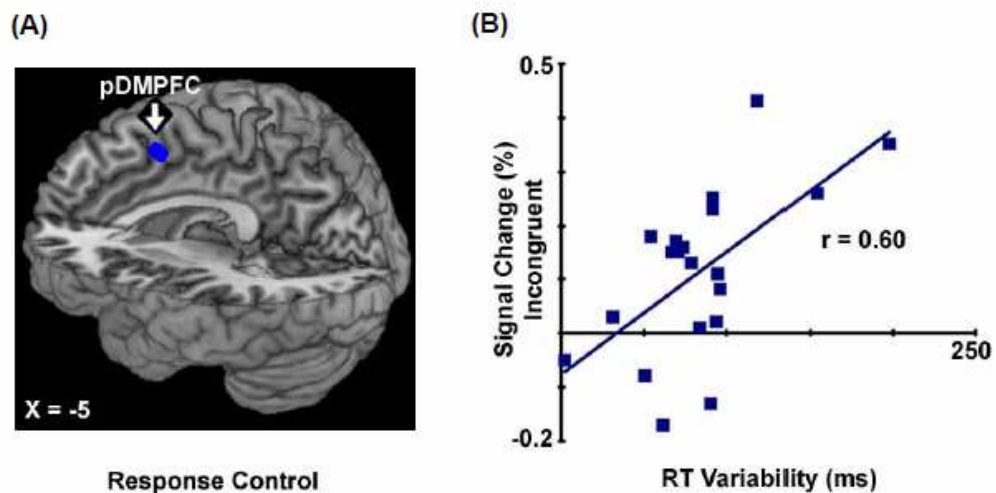 (A)
pDMPFC
X = -5
Response Control
(B)
0.5
Signal Change (%)
Incongruent
r = 0.60
250
-0.2
RT Variability (ms)